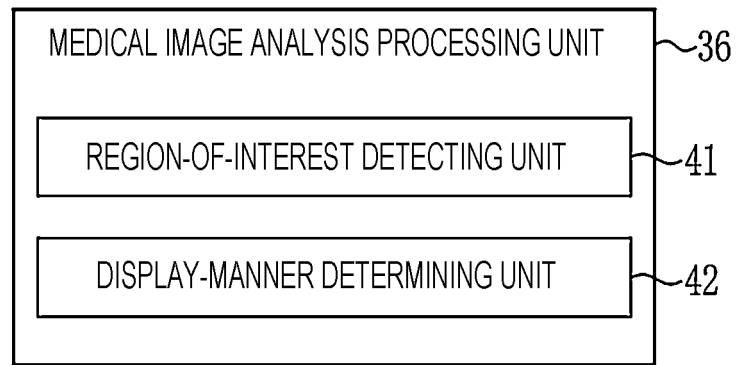 MEDICAL IMAGE ANALYSIS PROCESSING UNIT 36
REGION-OF-INTEREST DETECTING UNIT 41
DISPLAY-MANNER DETERMINING UNIT 42